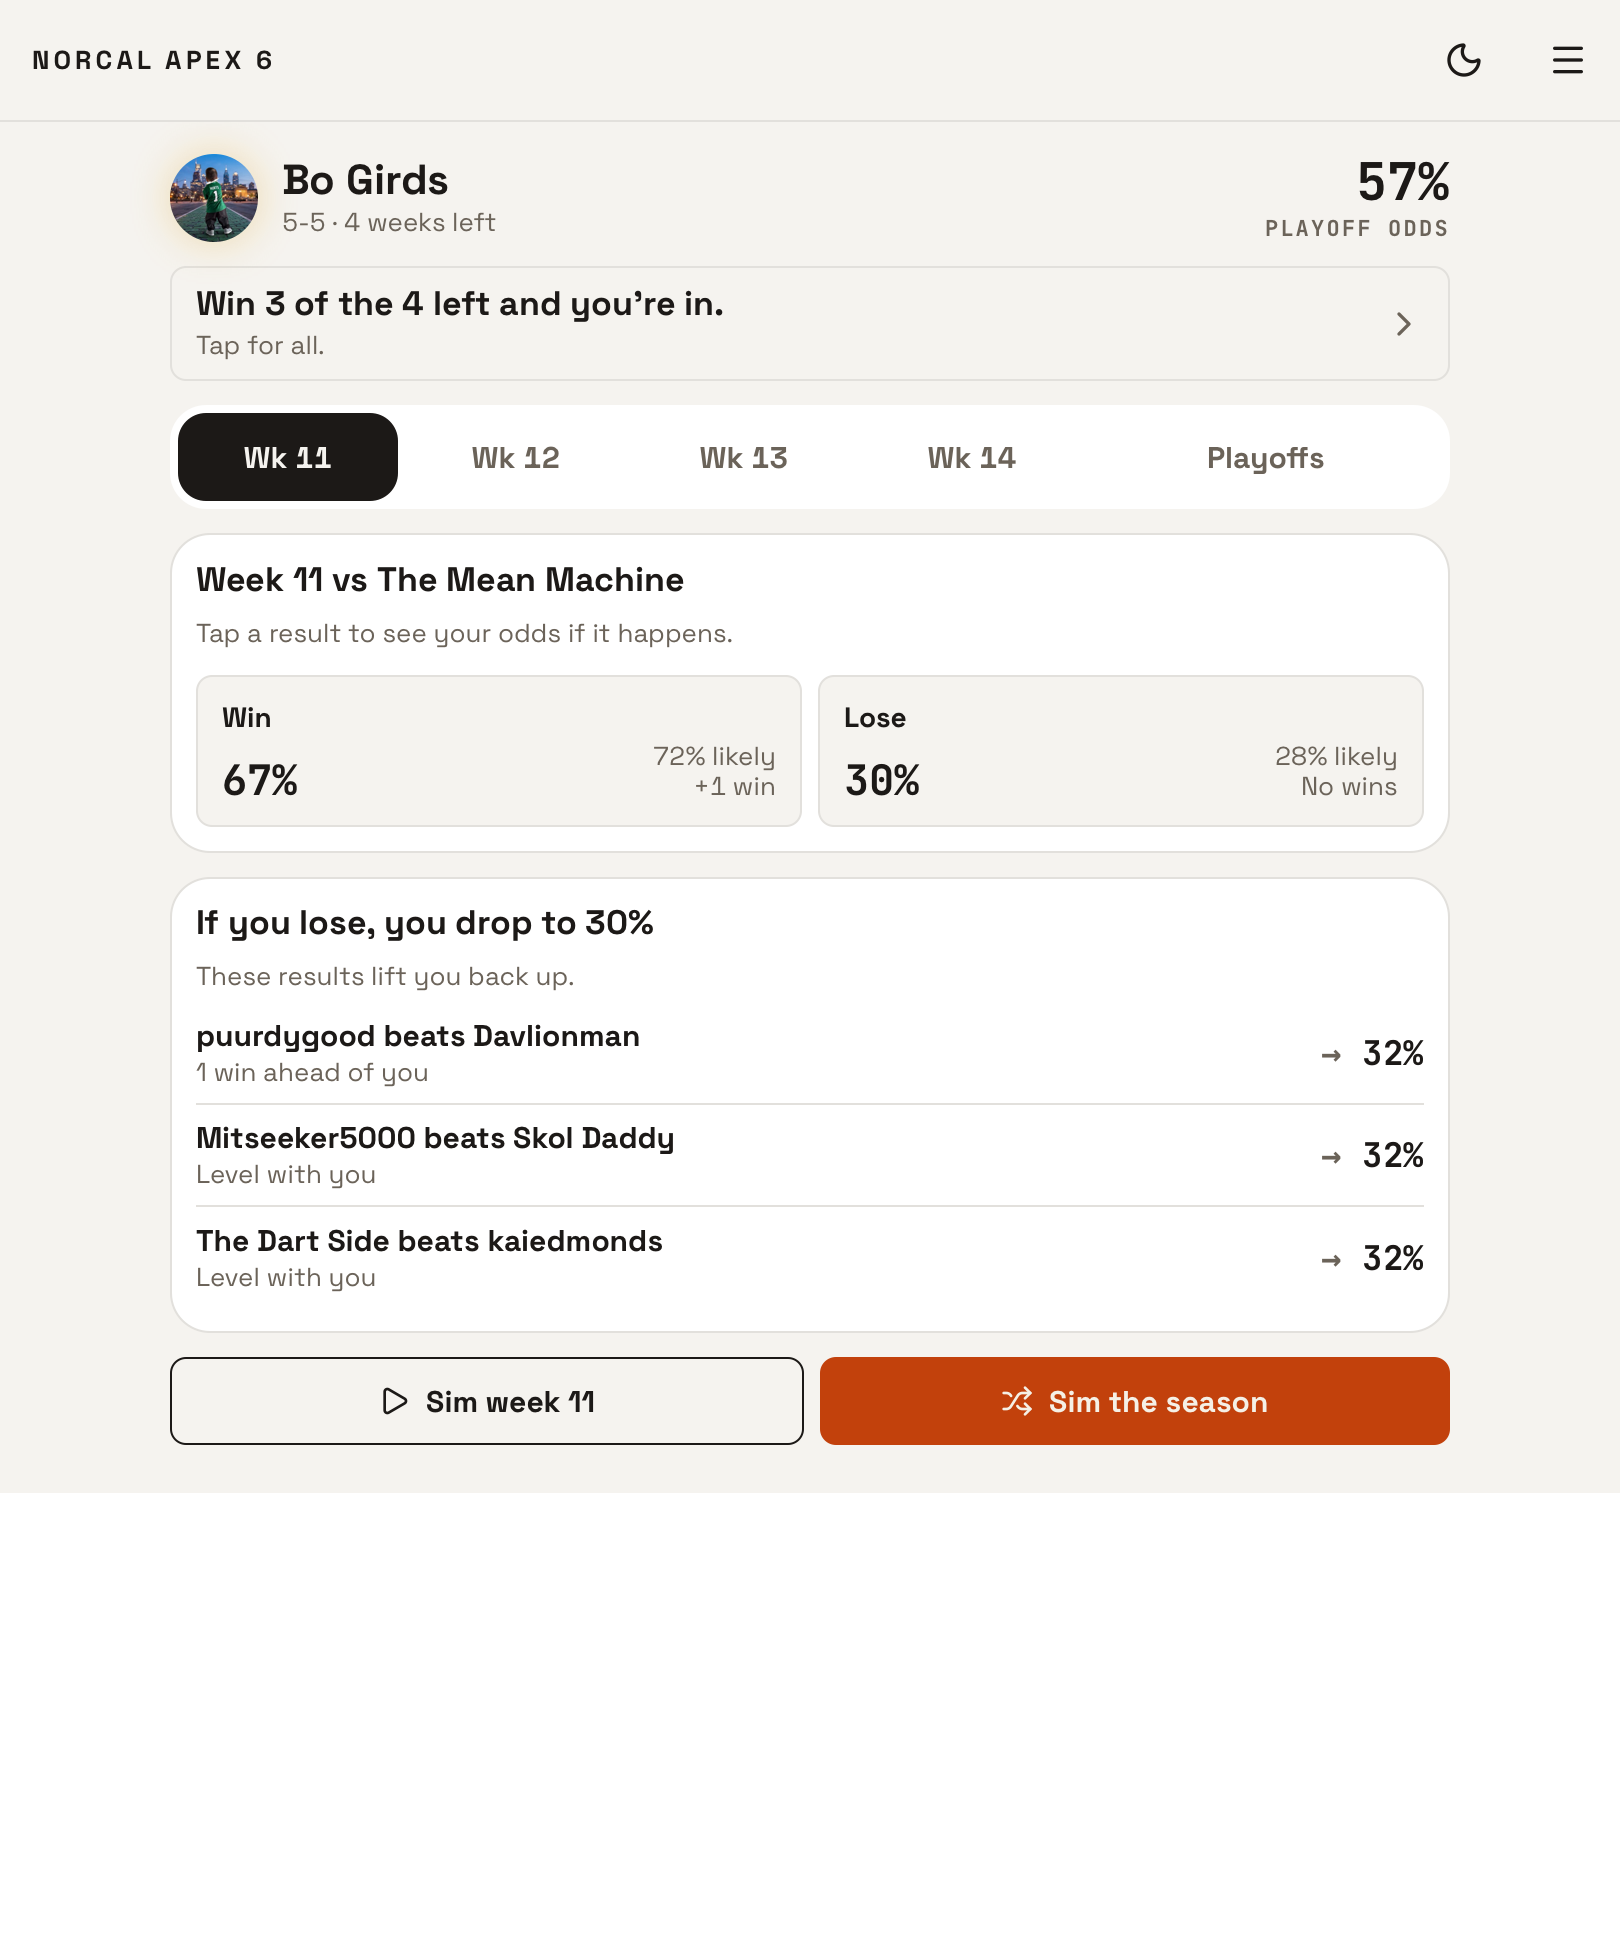 NORCAL APEX 6
Bo Girds
5-5 · 4 weeks left
57%
PLAYOFF ODDS
Win 3 of the 4 left and you’re in.
Tap for all.
Wk 11
Wk 12
Wk 13
Wk 14
Playoffs
Week 11 vs The Mean Machine
Tap a result to see your odds if it happens.
Win
67%
72% likely
+1 win
Lose
30%
28% likely
No wins
If you lose, you drop to 30%
These results lift you back up.
puurdygood beats Davlionman
1 win ahead of you
→ 32%
Mitseeker5000 beats Skol Daddy
Level with you
→ 32%
The Dart Side beats kaiedmonds
Level with you
→ 32%
Sim week 11
Sim the season